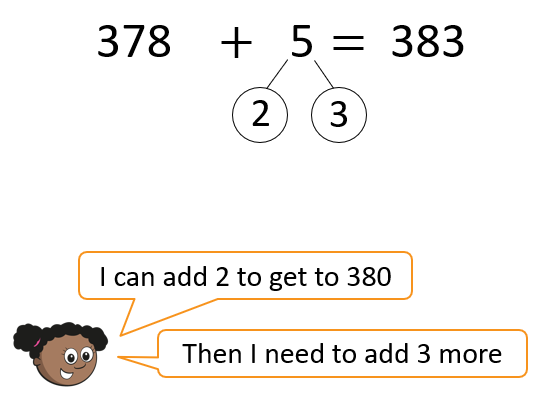 378 + 5 = 383
2 3
I can add 2 to get to 380
Then I need to add 3 more